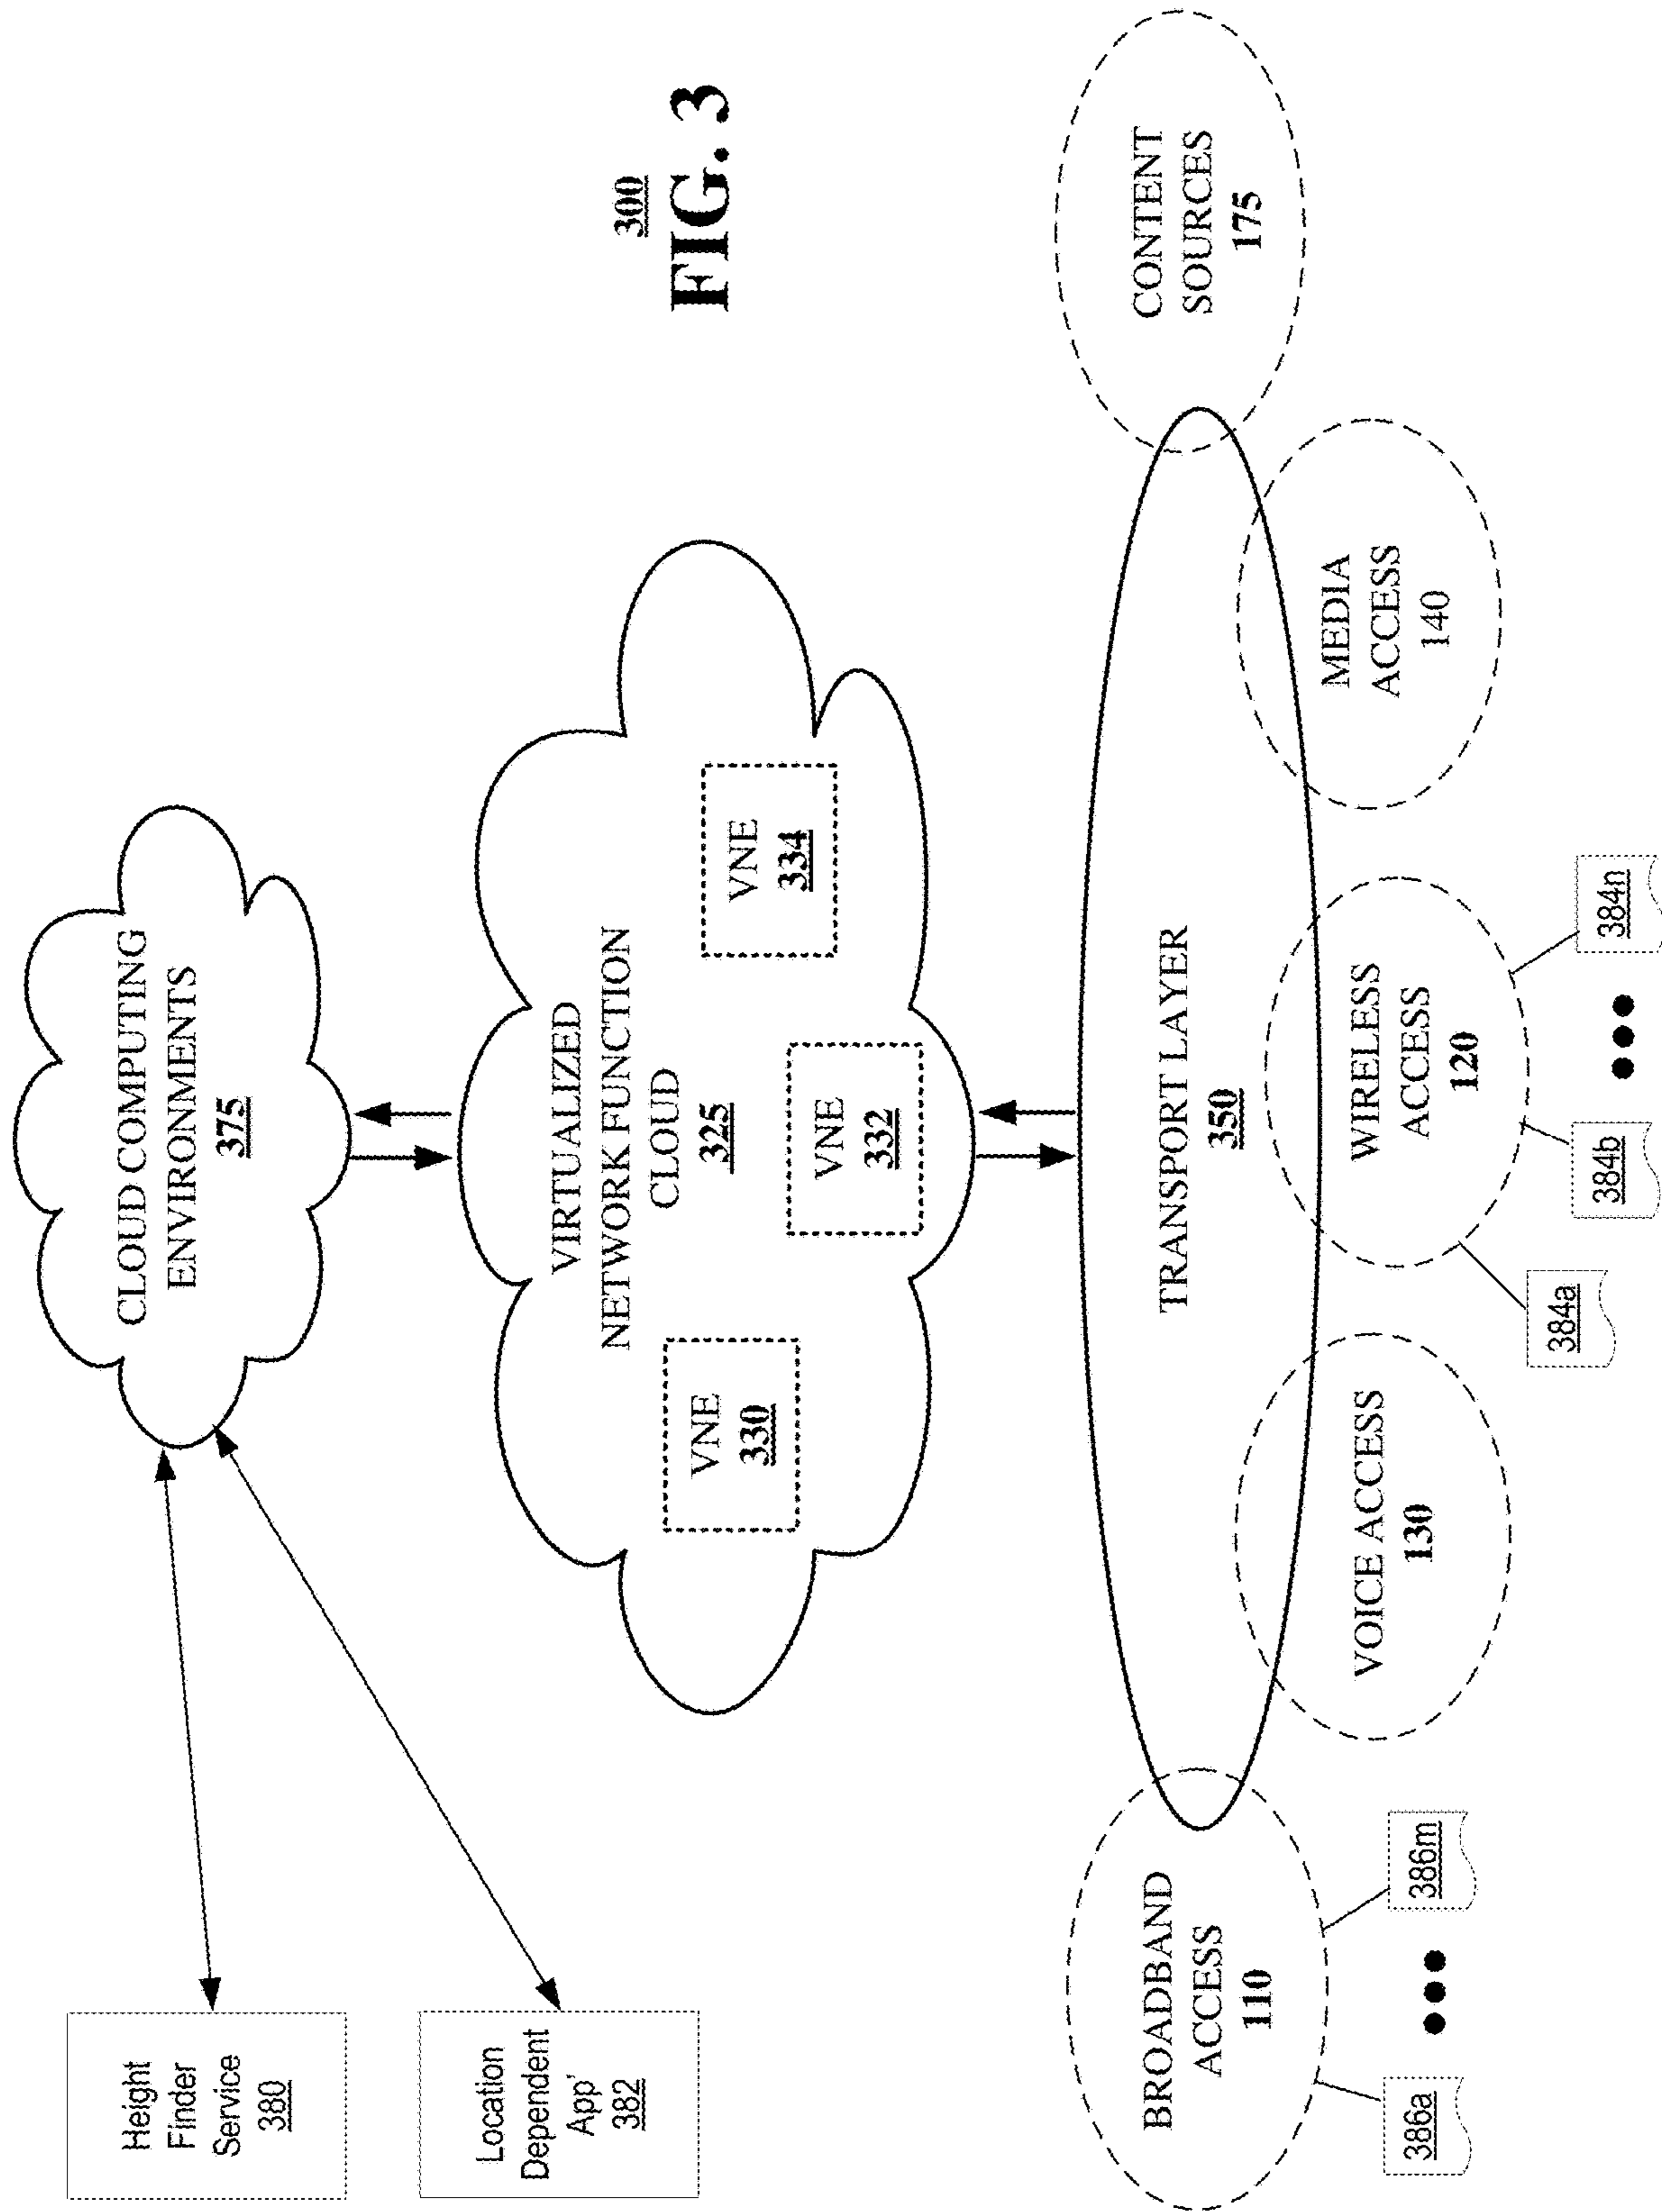 Height
Finder
Service
380
Location
Dependent
App'
382
CLOUD COMPUTING
ENVIRONMENTS
375
VIRTUALIZED
NETWORK FUNCTION
CLOUD
325
VNE
330
VNE
332
VNE
334
300
FIG. 3
TRANSPORT LAYER
350
BROADBAND
ACCESS
110
VOICE ACCESS
130
WIRELESS
ACCESS
120
MEDIA
ACCESS
140
CONTENT
SOURCES
175
386a
386m
384a
384b
384n